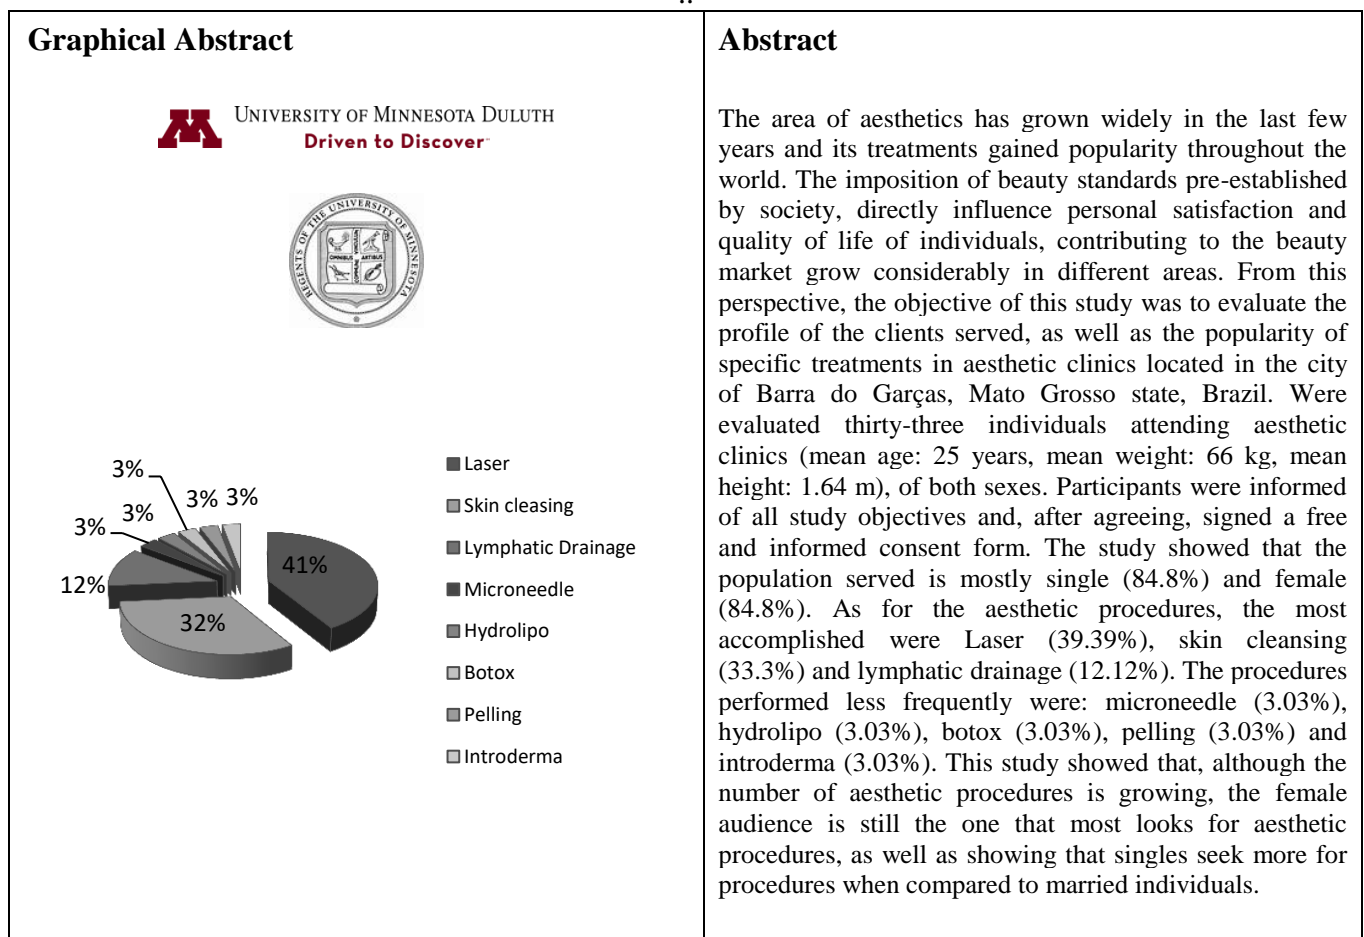 Graphical Abstract
UNIVERSITY OF MINNESOTA DULUTH
Driven to Discover
REGENTS OF THE UNIVERSITY OF MINNESOTA
OMNIBUS ARTIBUS
COMMUNE VINCULUM
3%
3%
3%
3%
3%
12%
32%
41%
Laser
Skin cleasing
Lymphatic Drainage
Microneedle
Hydrolipo
Botox
Pelling
Introderma
Abstract
The area of aesthetics has grown widely in the last few
years and its treatments gained popularity throughout the
world. The imposition of beauty standards pre-established
by society, directly influence personal satisfaction and
quality of life of individuals, contributing to the beauty
market grow considerably in different areas. From this
perspective, the objective of this study was to evaluate the
profile of the clients served, as well as the popularity of
specific treatments in aesthetic clinics located in the city
of Barra do Garças, Mato Grosso state, Brazil. Were
evaluated thirty-three individuals attending aesthetic
clinics (mean age: 25 years, mean weight: 66 kg, mean
height: 1.64 m), of both sexes. Participants were informed
of all study objectives and, after agreeing, signed a free
and informed consent form. The study showed that the
population served is mostly single (84.8%) and female
(84.8%). As for the aesthetic procedures, the most
accomplished were Laser (39.39%), skin cleansing
(33.3%) and lymphatic drainage (12.12%). The procedures
performed less frequently were: microneedle (3.03%),
hydrolipo (3.03%), botox (3.03%), pelling (3.03%) and
introderma (3.03%). This study showed that, although the
number of aesthetic procedures is growing, the female
audience is still the one that most looks for aesthetic
procedures, as well as showing that singles seek more for
procedures when compared to married individuals.